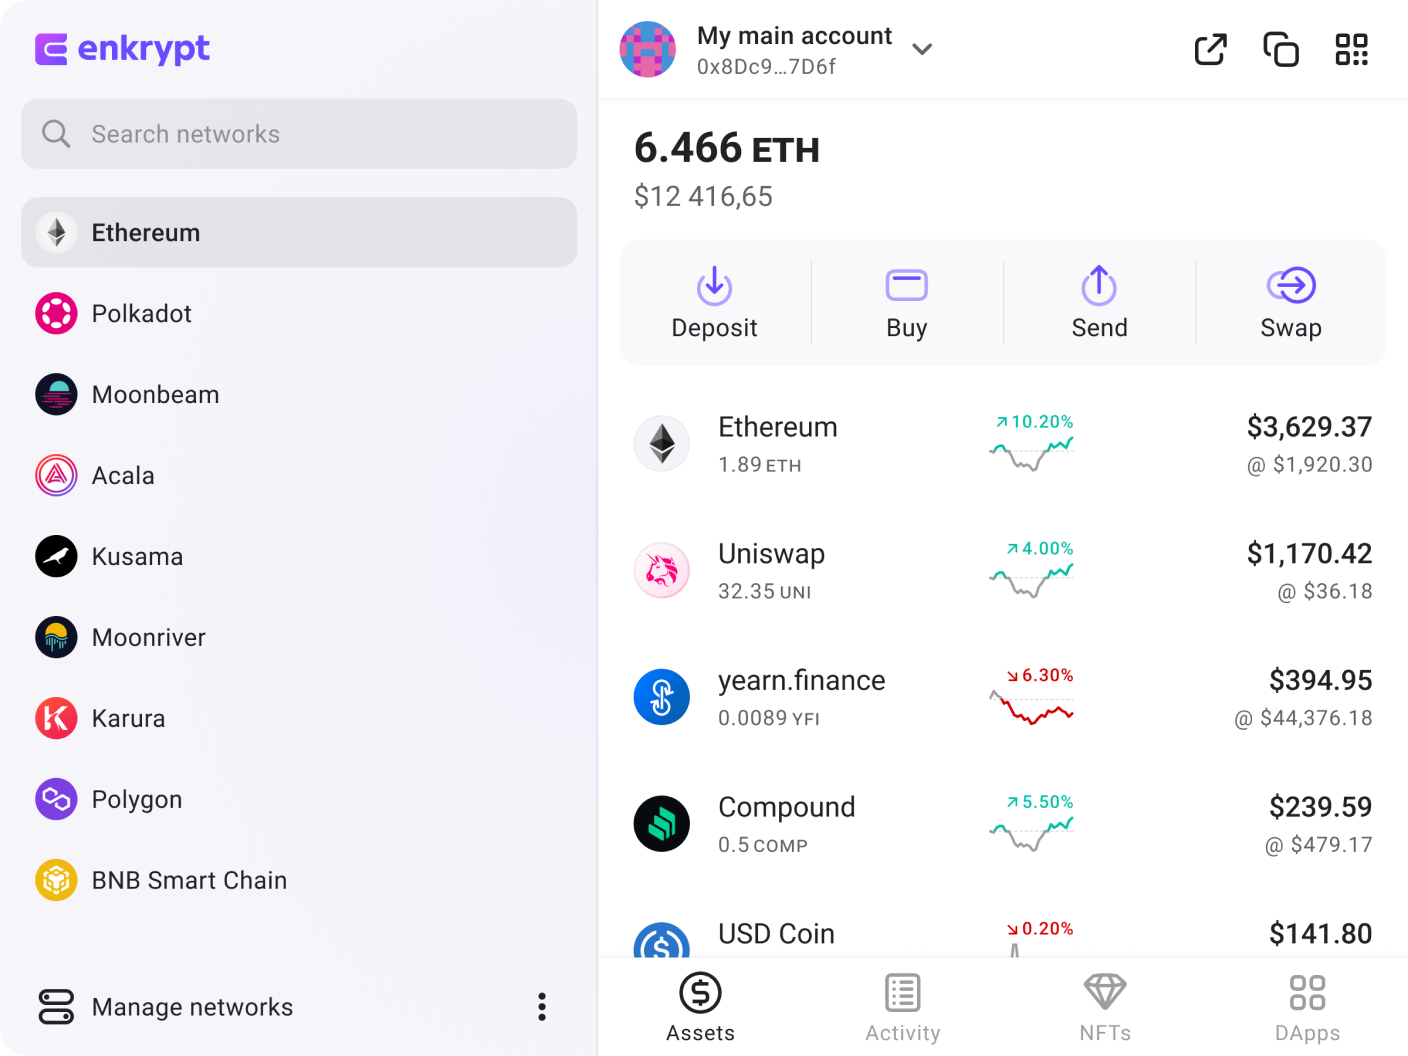 enkrypt
Search networks
Ethereum
Polkadot
Moonbeam
Acala
Kusama
Moonriver
Karura
Polygon
BNB Smart Chain
Manage networks
My main account
0x8Dc9...7D6f
6.466 ETH
$12 416,65
Deposit
Buy
Send
Swap
Ethereum
1.89 ETH
10.20%
$3,629.37
@ $1,920.30
Uniswap
32.35 UNI
4.00%
$1,170.42
@ $36.18
yearn.finance
0.0089 YFI
6.30%
$394.95
@ $44,376.18
Compound
0.5 COMP
5.50%
$239.59
@ $479.17
USD Coin
0.20%
$141.80
Assets
Activity
NFTs
DApps